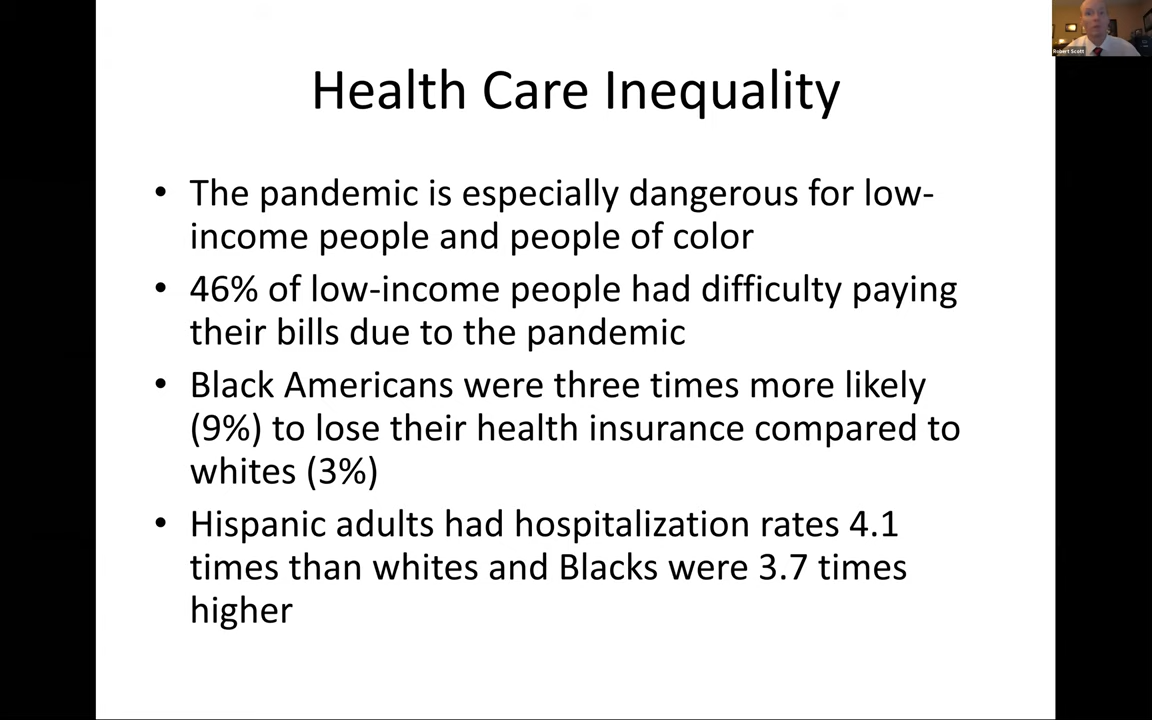 Health Care Inequality
• The pandemic is especially dangerous for low-
income people and people of color
• 46% of low-income people had difficulty paying
their bills due to the pandemic
• Black Americans were three times more likely
(9%) to lose their health insurance compared to
whites (3%)
• Hispanic adults had hospitalization rates 4.1
times than whites and Blacks were 3.7 times
higher
Robert Scott